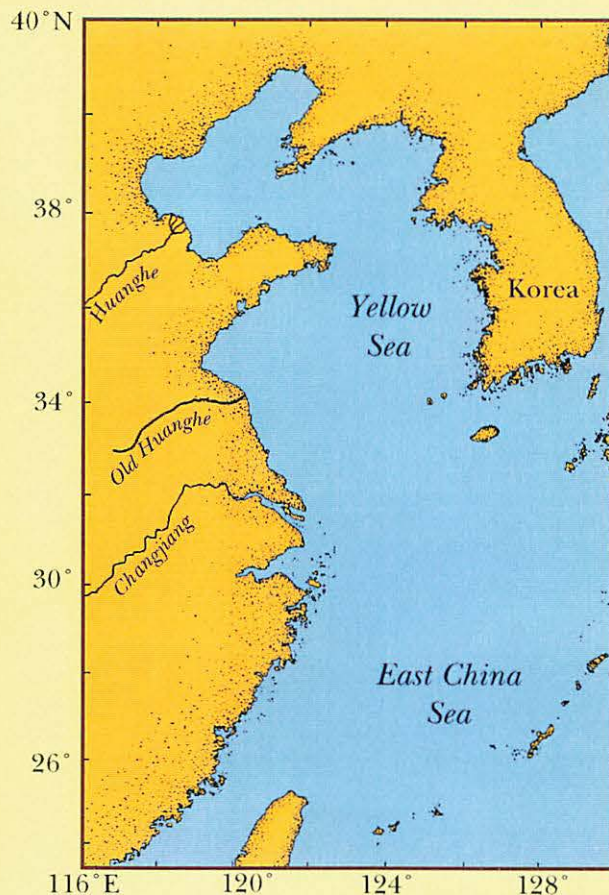 40°N
38°
Huanghe
Yellow
Sea
Korea
34°
Old Huanghe
Changjiang
30°
East China
Sea
26°
116°E
120°
124°
128°